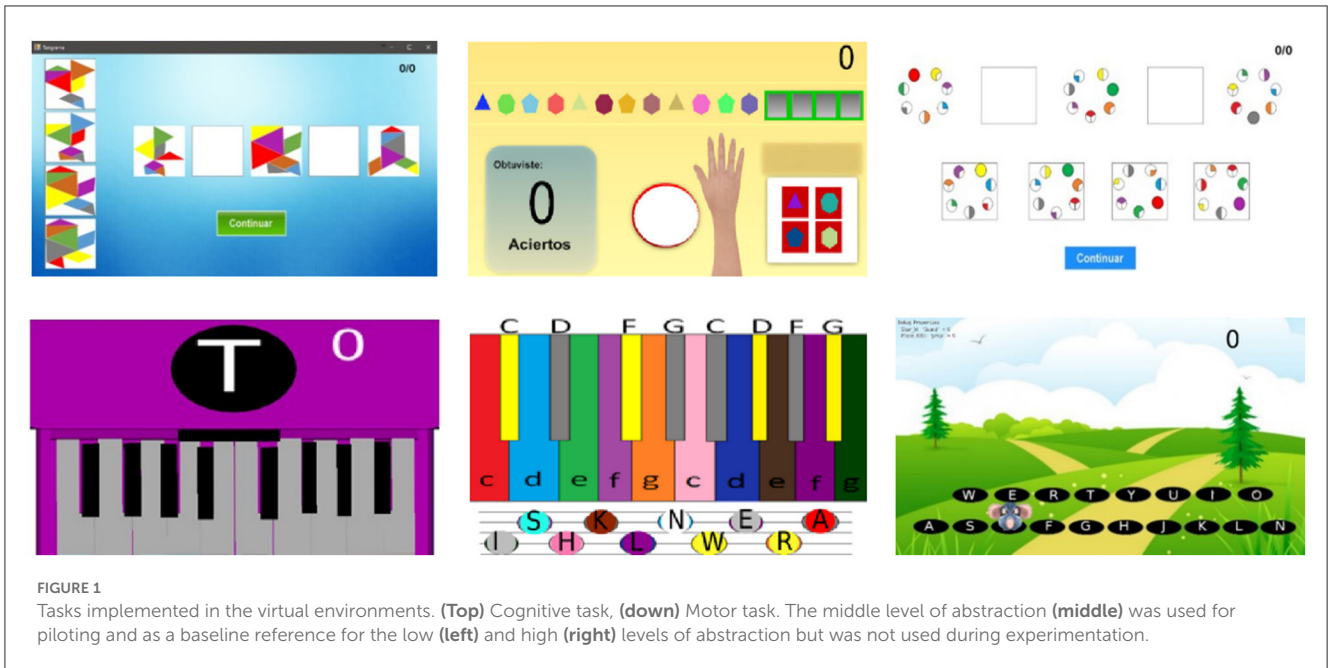 Tangrama
0/0
Continuar
0
Obtuviste:
0
Aciertos
0/0
Continuar
T 0
C D F G C D F G
c d e f g c d e f g
S K N E A
I H L W R
0
W E R T Y U I O
A S F G H J K L N
FIGURE 1
Tasks implemented in the virtual environments. (Top) Cognitive task, (down) Motor task. The middle level of abstraction (middle) was used for
piloting and as a baseline reference for the low (left) and high (right) levels of abstraction but was not used during experimentation.